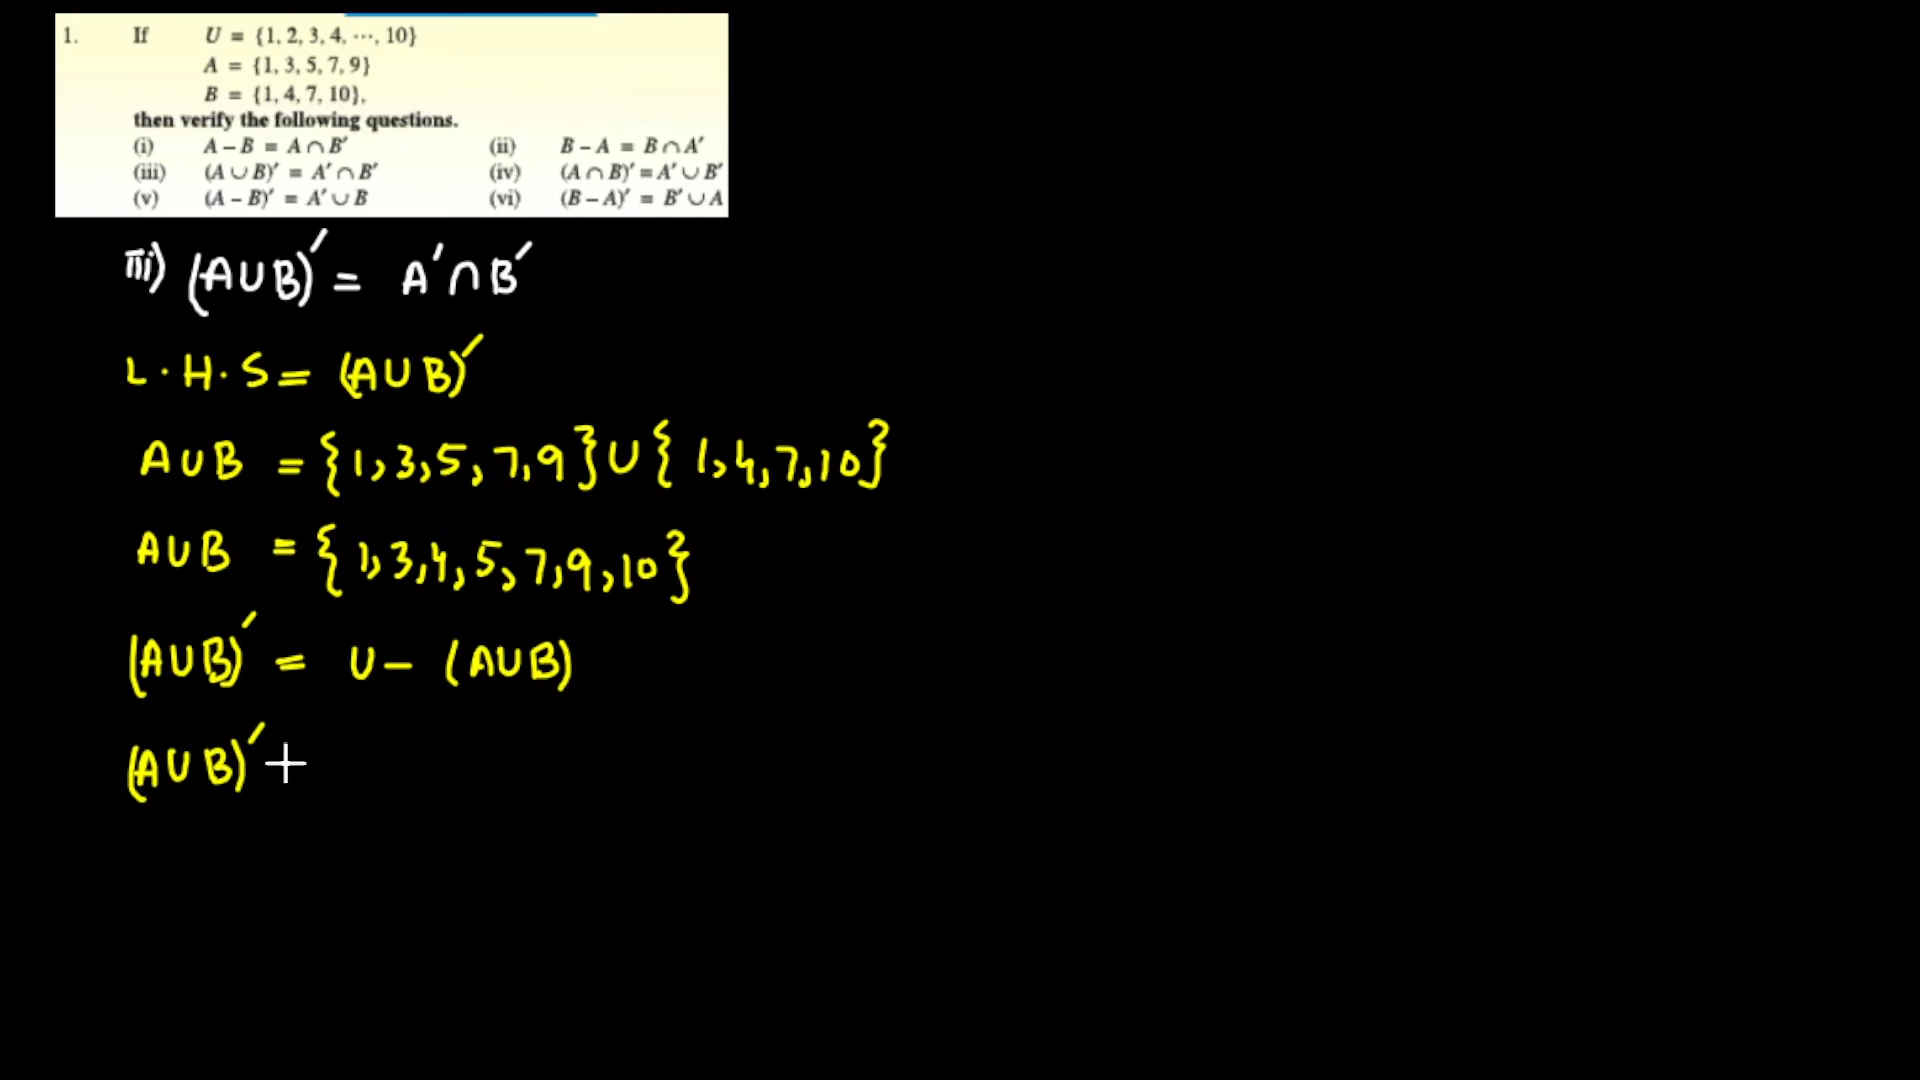 1. If U = {1, 2, 3, 4, ···, 10}
A = {1, 3, 5, 7, 9}
B = {1, 4, 7, 10},
then verify the following questions.
(i) A – B = A ∩ B′ (ii) B – A = B ∩ A′
(iii) (A ∪ B)′ = A′ ∩ B′ (iv) (A ∩ B)′ = A′ ∪ B′
(v) (A – B)′ = A′ ∪ B (vi) (B – A)′ = B′ ∪ A
iii) (A∪B)′ = A′∩B′
L.H.S = (A∪B)′
A∪B = {1,3,5,7,9}∪{1,4,7,10}
A∪B = {1,3,4,5,7,9,10}
(A∪B)′ = U – (A∪B)
(A∪B)′